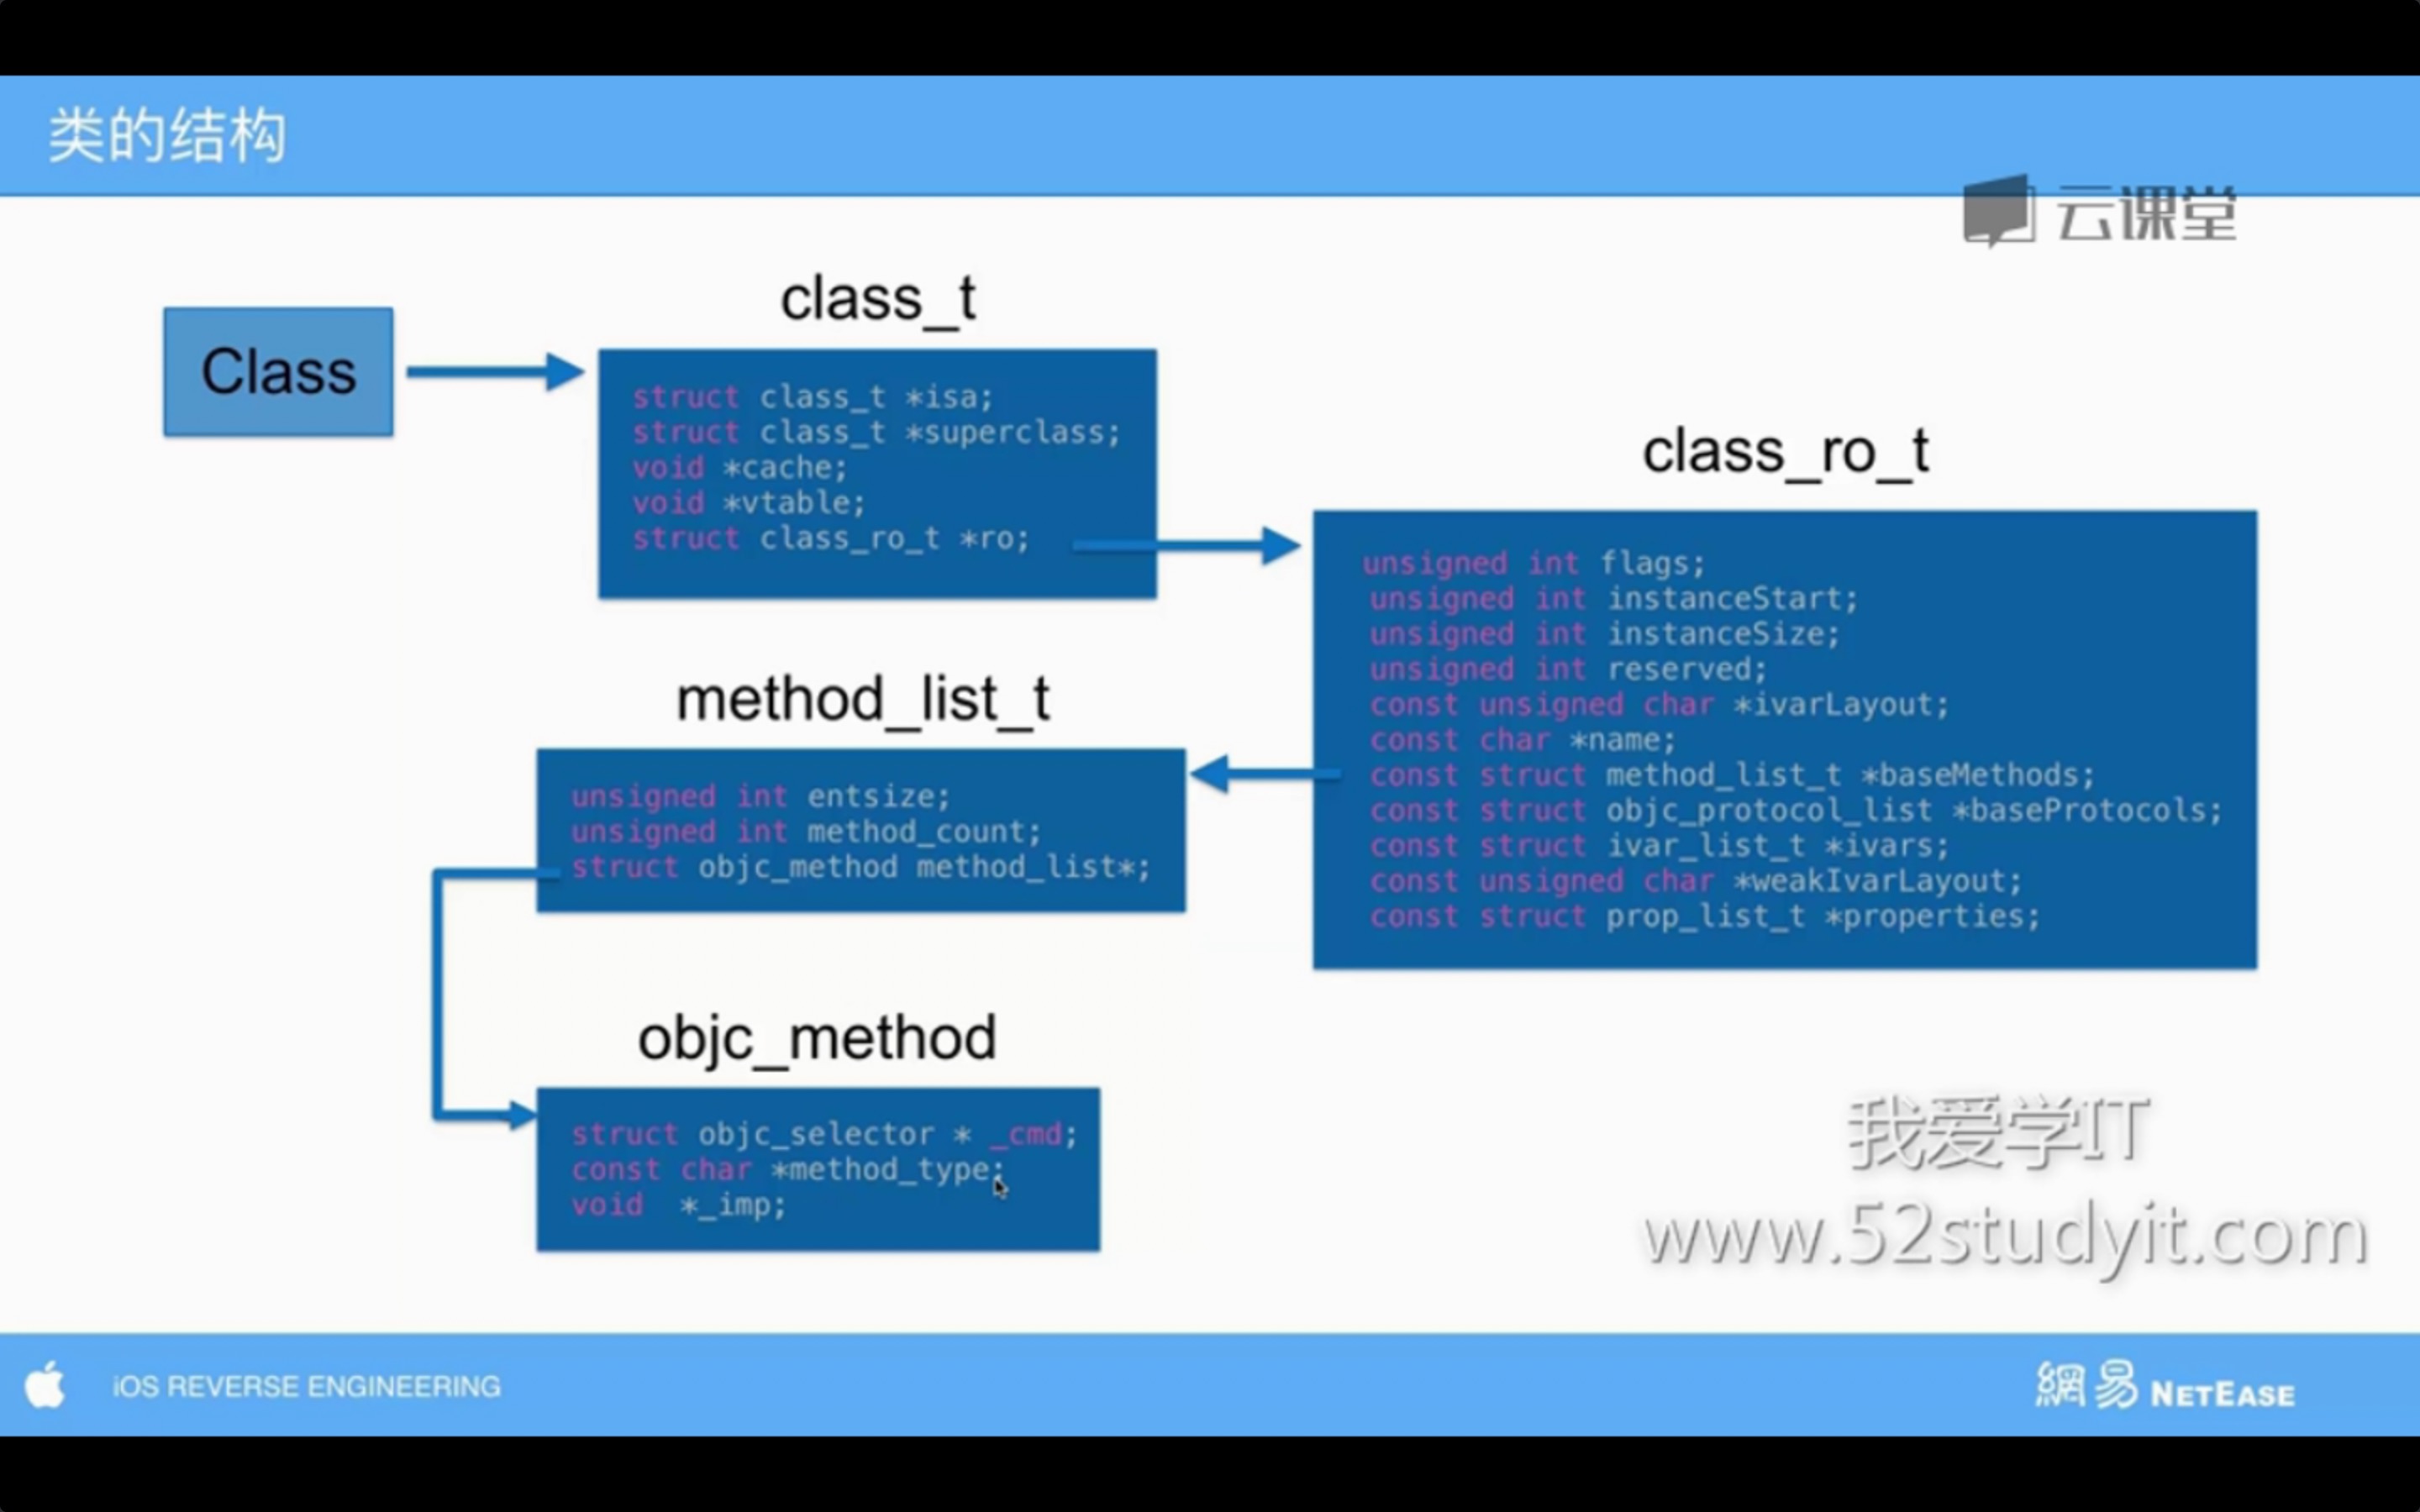 类的结构
云课堂
Class
class_t
struct class_t *isa;
struct class_t *superclass;
void *cache;
void *vtable;
struct class_ro_t *ro;
class_ro_t
unsigned int flags;
unsigned int instanceStart;
unsigned int instanceSize;
unsigned int reserved;
const unsigned char *ivarLayout;
const char *name;
const struct method_list_t *baseMethods;
const struct objc_protocol_list *baseProtocols;
const struct ivar_list_t *ivars;
const unsigned char *weakIvarLayout;
const struct prop_list_t *properties;
method_list_t
unsigned int entsize;
unsigned int method_count;
struct objc_method method_list*;
objc_method
struct objc_selector * _cmd;
const char *method_type;
void  *_imp;
我爱学IT
www.52studyit.com
iOS REVERSE ENGINEERING
網易 NETEASE